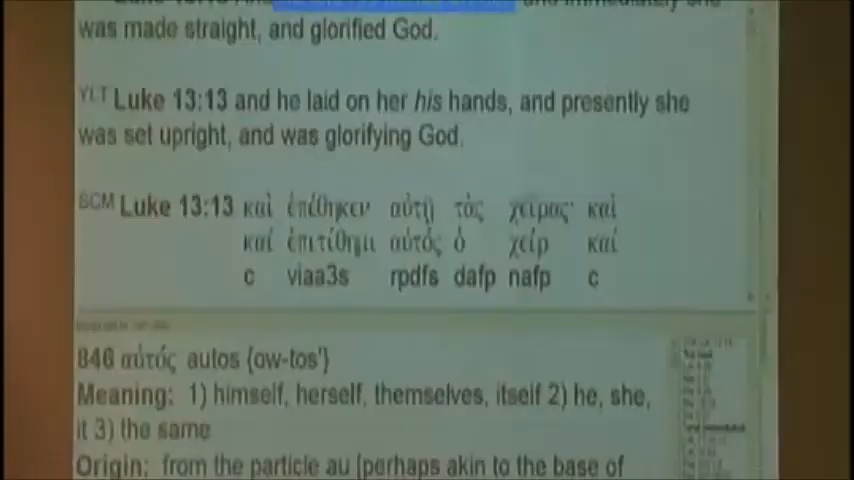 was made straight, and glorified God.
YLT Luke 13:13 and he laid on her his hands, and presently she
was set upright, and was glorifying God.
Luke 13:13 καὶ ἐπέθηκεν αὐτῇ τὰς χεῖρας· καὶ
καί ἐπιτίθημι αὐτός ὁ χείρ καί
c viaa3s rpdfs dafp nafp c
846 αὐτός autos {ow-tos'}
Meaning: 1) himself, herself, themselves, itself 2) he, she,
it 3) the same
Origin: from the particle au [perhaps akin to the base of